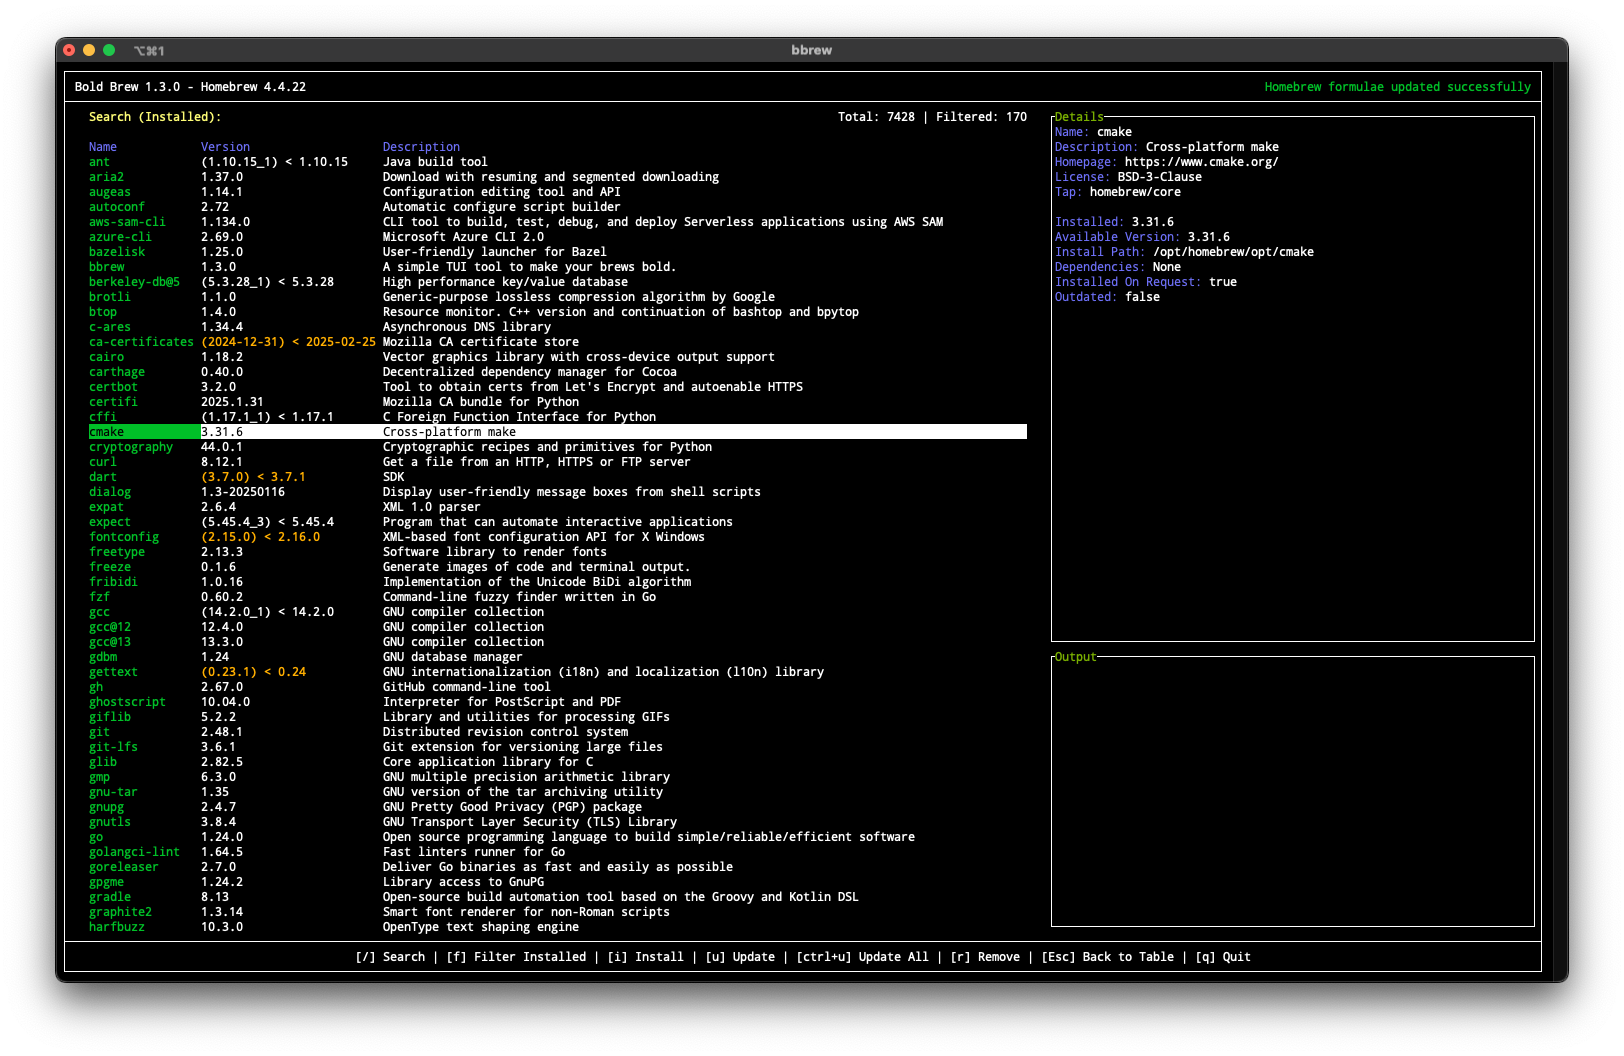 ⌥⌘1 bbrew
Bold Brew 1.3.0 - Homebrew 4.4.22 Homebrew formulae updated successfully
Search (Installed): Total: 7428 | Filtered: 170
Name Version Description
ant (1.10.15_1) < 1.10.15 Java build tool
aria2 1.37.0 Download with resuming and segmented downloading
augeas 1.14.1 Configuration editing tool and API
autoconf 2.72 Automatic configure script builder
aws-sam-cli 1.134.0 CLI tool to build, test, debug, and deploy Serverless applications using AWS SAM
azure-cli 2.69.0 Microsoft Azure CLI 2.0
bazelisk 1.25.0 User-friendly launcher for Bazel
bbrew 1.3.0 A simple TUI tool to make your brews bold.
berkeley-db@5 (5.3.28_1) < 5.3.28 High performance key/value database
brotli 1.1.0 Generic-purpose lossless compression algorithm by Google
btop 1.4.0 Resource monitor. C++ version and continuation of bashtop and bpytop
c-ares 1.34.4 Asynchronous DNS library
ca-certificates (2024-12-31) < 2025-02-25 Mozilla CA certificate store
cairo 1.18.2 Vector graphics library with cross-device output support
carthage 0.40.0 Decentralized dependency manager for Cocoa
certbot 3.2.0 Tool to obtain certs from Let's Encrypt and autoenable HTTPS
certifi 2025.1.31 Mozilla CA bundle for Python
cffi (1.17.1_1) < 1.17.1 C Foreign Function Interface for Python
cmake 3.31.6 Cross-platform make
cryptography 44.0.1 Cryptographic recipes and primitives for Python
curl 8.12.1 Get a file from an HTTP, HTTPS or FTP server
dart (3.7.0) < 3.7.1 SDK
dialog 1.3-20250116 Display user-friendly message boxes from shell scripts
expat 2.6.4 XML 1.0 parser
expect (5.45.4_3) < 5.45.4 Program that can automate interactive applications
fontconfig (2.15.0) < 2.16.0 XML-based font configuration API for X Windows
freetype 2.13.3 Software library to render fonts
freeze 0.1.6 Generate images of code and terminal output.
fribidi 1.0.16 Implementation of the Unicode BiDi algorithm
fzf 0.60.2 Command-line fuzzy finder written in Go
gcc (14.2.0_1) < 14.2.0 GNU compiler collection
gcc@12 12.4.0 GNU compiler collection
gcc@13 13.3.0 GNU compiler collection
gdbm 1.24 GNU database manager
gettext (0.23.1) < 0.24 GNU internationalization (i18n) and localization (l10n) library
gh 2.67.0 GitHub command-line tool
ghostscript 10.04.0 Interpreter for PostScript and PDF
giflib 5.2.2 Library and utilities for processing GIFs
git 2.48.1 Distributed revision control system
git-lfs 3.6.1 Git extension for versioning large files
glib 2.82.5 Core application library for C
gmp 6.3.0 GNU multiple precision arithmetic library
gnu-tar 1.35 GNU version of the tar archiving utility
gnupg 2.4.7 GNU Pretty Good Privacy (PGP) package
gnutls 3.8.4 GNU Transport Layer Security (TLS) Library
go 1.24.0 Open source programming language to build simple/reliable/efficient software
golangci-lint 1.64.5 Fast linters runner for Go
goreleaser 2.7.0 Deliver Go binaries as fast and easily as possible
gpgme 1.24.2 Library access to GnuPG
gradle 8.13 Open-source build automation tool based on the Groovy and Kotlin DSL
graphite2 1.3.14 Smart font renderer for non-Roman scripts
harfbuzz 10.3.0 OpenType text shaping engine
Details
Name: cmake
Description: Cross-platform make
Homepage: https://www.cmake.org/
License: BSD-3-Clause
Tap: homebrew/core
Installed: 3.31.6
Available Version: 3.31.6
Install Path: /opt/homebrew/opt/cmake
Dependencies: None
Installed On Request: true
Outdated: false
Output
[/] Search | [f] Filter Installed | [i] Install | [u] Update | [ctrl+u] Update All | [r] Remove | [Esc] Back to Table | [q] Quit